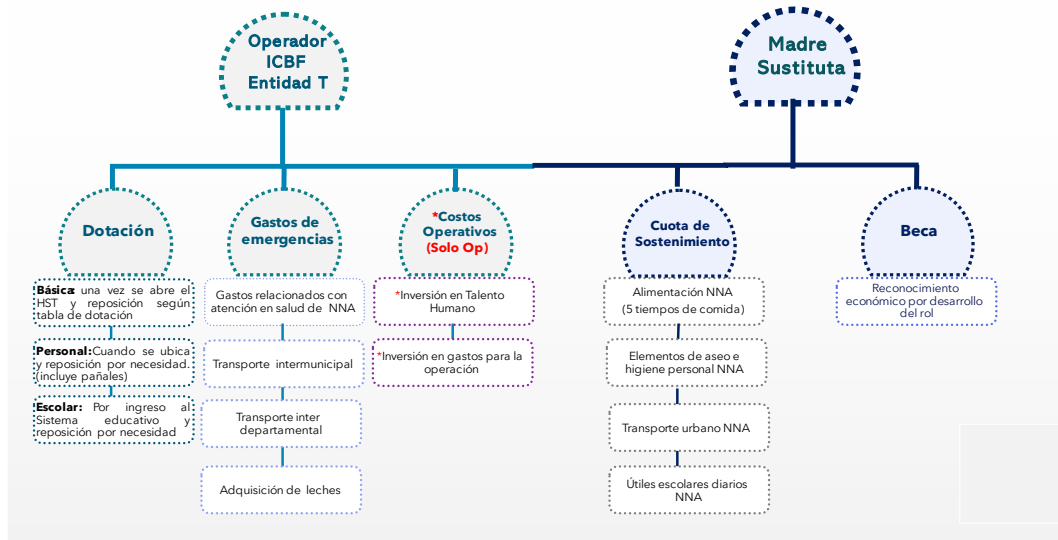 Operador
ICBF
Entidad T
Madre
Sustituta
Dotación
Gastos de
emergencias
*Costos
Operativos
(Solo Op)
Cuota de
Sostenimiento
Beca
Básica: una vez se abre el
HST y reposición según
tabla de dotación
Personal:Cuando se ubica
y reposición por necesidad.
(incluye pañales)
Escolar: Por ingreso al
Sistema educativo y
reposición por necesidad
Gastos relacionados con
atención en salud de NNA
Transporte intermunicipal
Transporte inter
departamental
Adquisición de leches
*Inversión en Talento
Humano
*Inversión en gastos para la
operación
Alimentación NNA
(5 tiempos de comida)
Elementos de aseo e
higiene personal NNA
Transporte urbano NNA
Útiles escolares diarios
NNA
Reconocimiento
económico por desarrollo
del rol